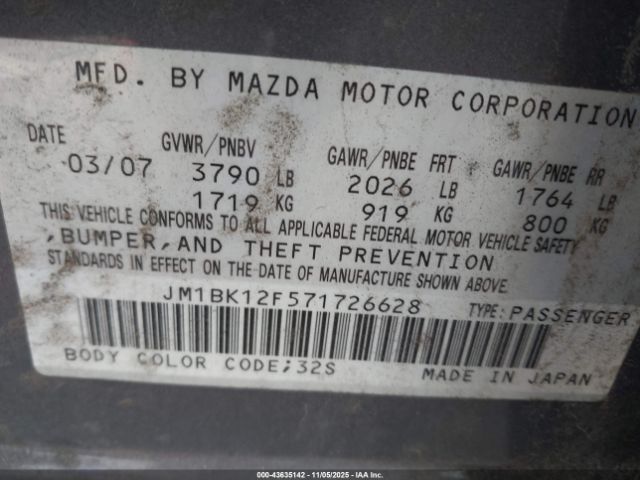 MFD. BY MAZDA MOTOR CORPORATION
DATE GVWR/PNBV GAWR/PNBE FRT GAWR/PNBE RR
03/07 3790 LB 2026 LB 1764 LB
1719 KG 919 KG 800 KG
THIS VEHICLE CONFORMS TO ALL APPLICABLE FEDERAL MOTOR VEHICLE SAFETY
,BUMPER,AND THEFT PREVENTION
STANDARDS IN EFFECT ON THE DATE OF MANUFACTURE SHOWN ABOVE.
JM1BK12F571726628 TYPE:PASSENGER
BODY COLOR CODE;32S MADE IN JAPAN
000-43635142 - 11/05/2025 - IAA Inc.